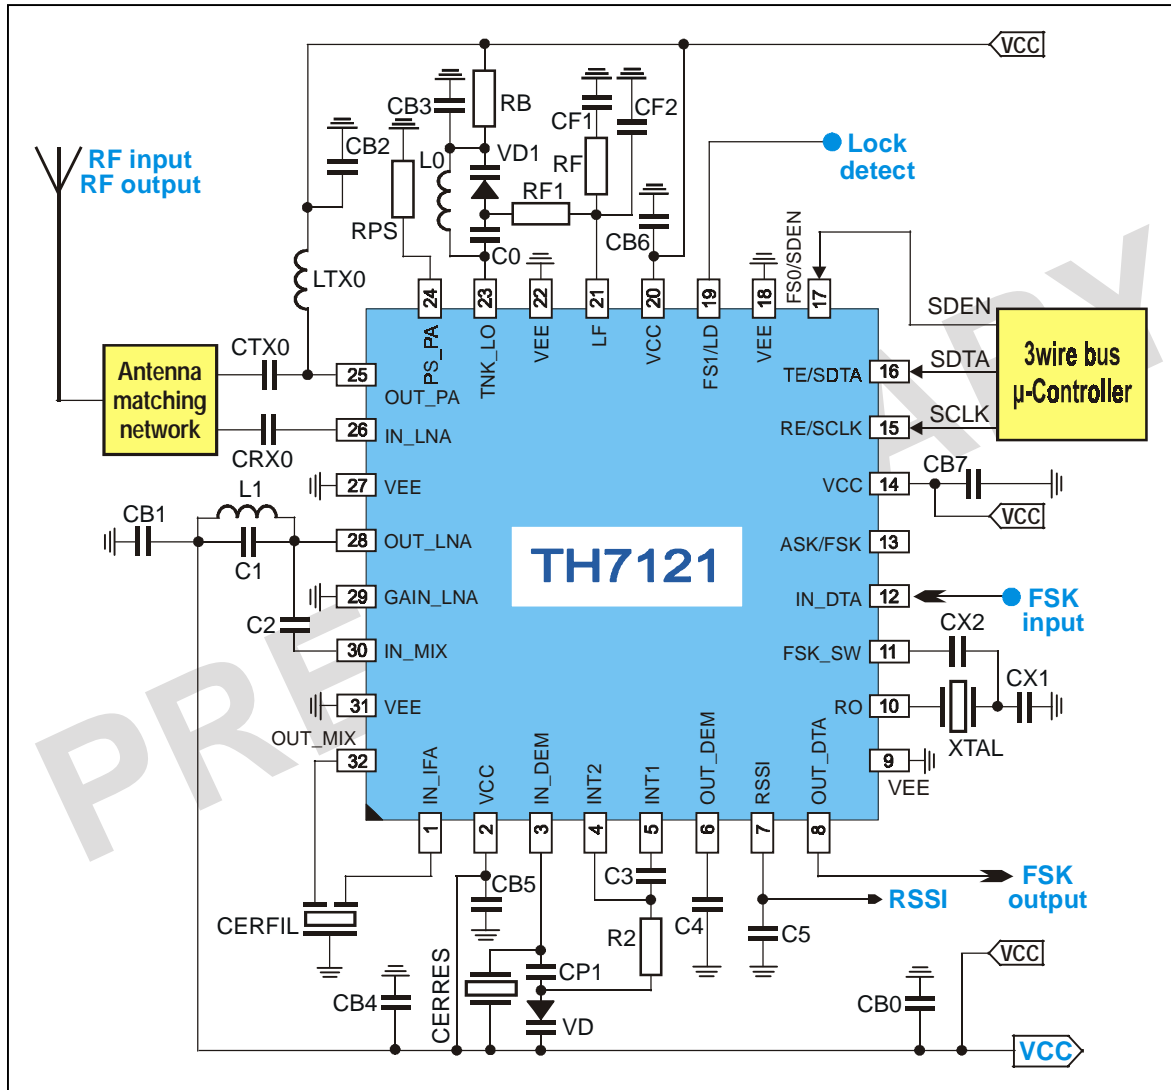 VCC
RB
CB3
CF1
CF2
CB2
RF input
RF output
L0
VD1
RF
Lock
detect
RF1
RPS
C0
CB6
FS0/SDEN
LTX0
24
23
22
21
20
19
18
17
SDEN
PS_PA
TNK_LO
VEE
LF
VCC
FS1/LD
VEE
3wire bus
µ-Controller
SDTA
SCLK
CTX0
Antenna
matching
network
25
OUT_PA
TE/SDTA
16
26
IN_LNA
RE/SCLK
15
CRX0
27
VEE
VCC
14
CB7
VCC
L1
CB1
C1
28
OUT_LNA
ASK/FSK
13
TH7121
29
GAIN_LNA
IN_DTA
12
FSK
input
C2
30
IN_MIX
FSK_SW
11
CX2
31
VEE
RO
10
CX1
XTAL
OUT_MIX
32
9
VEE
IN_IFA
VCC
IN_DEM
INT2
INT1
OUT_DEM
RSSI
OUT_DTA
1
2
3
4
5
6
7
8
CERFIL
CB5
C3
C4
C5
R2
RSSI
FSK
output
CERRES
CP1
VD
CB4
CB0
VCC
VCC